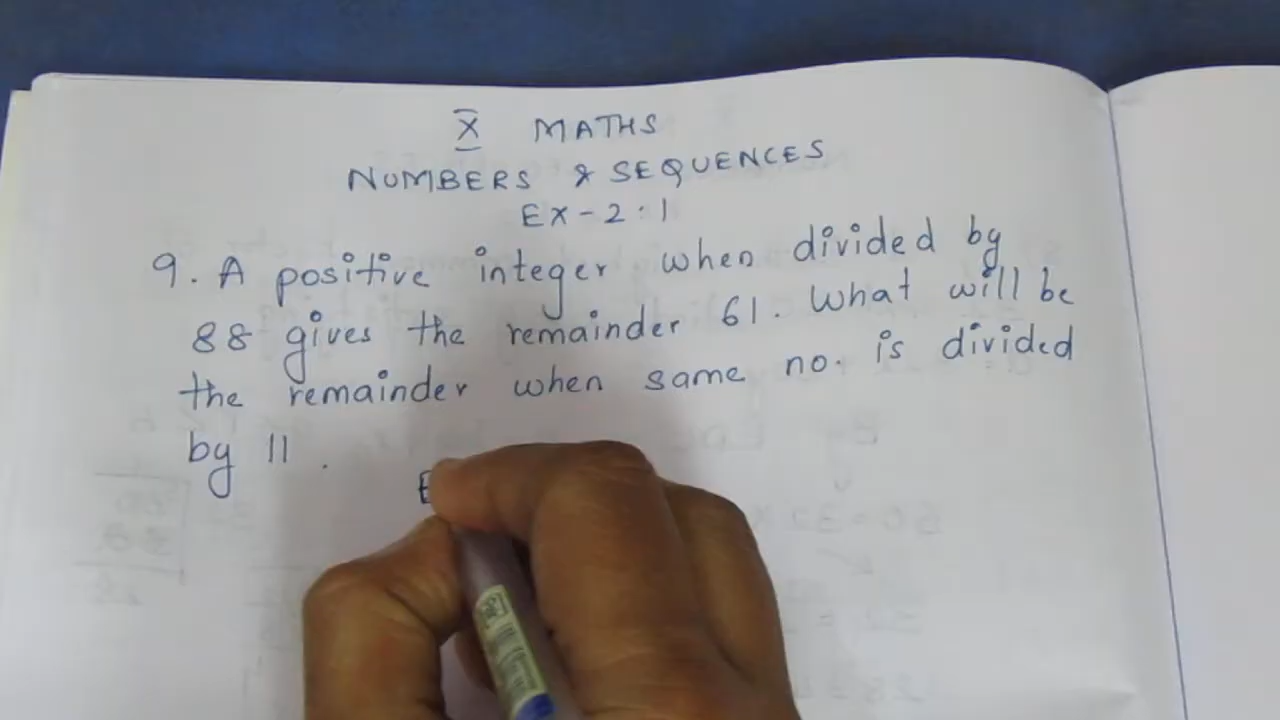 X MATHS
NUMBERS & SEQUENCES
EX-2:1
9. A positive integer when divided by
88 gives the remainder 61. What will be
the remainder when same no. is divided
by 11.
E